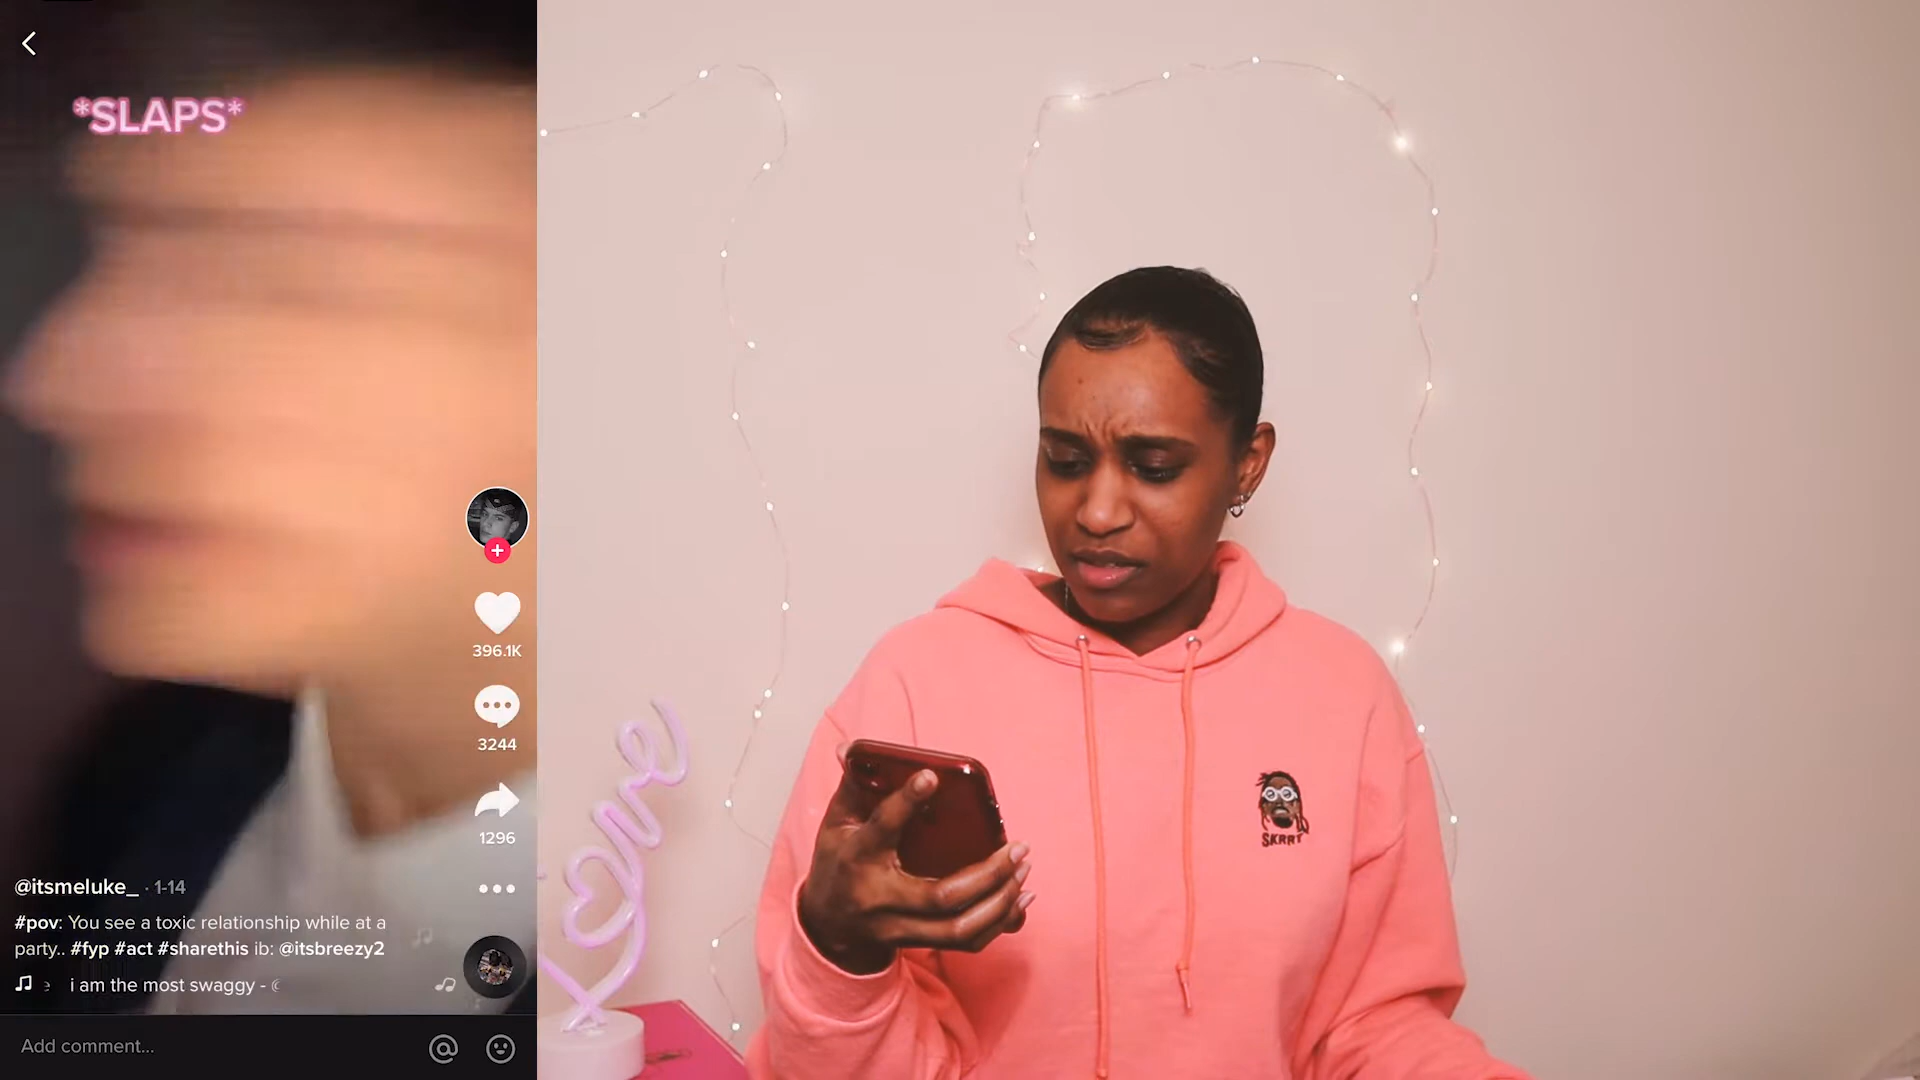 *SLAPS*
396.1K
3244
1296
@itsmeluke_ · 1-14
#pov: You see a toxic relationship while at a
party.. #fyp #act #sharethis ib: @itsbreezy2
i am the most swaggy -
Add comment...
love
SKRRT